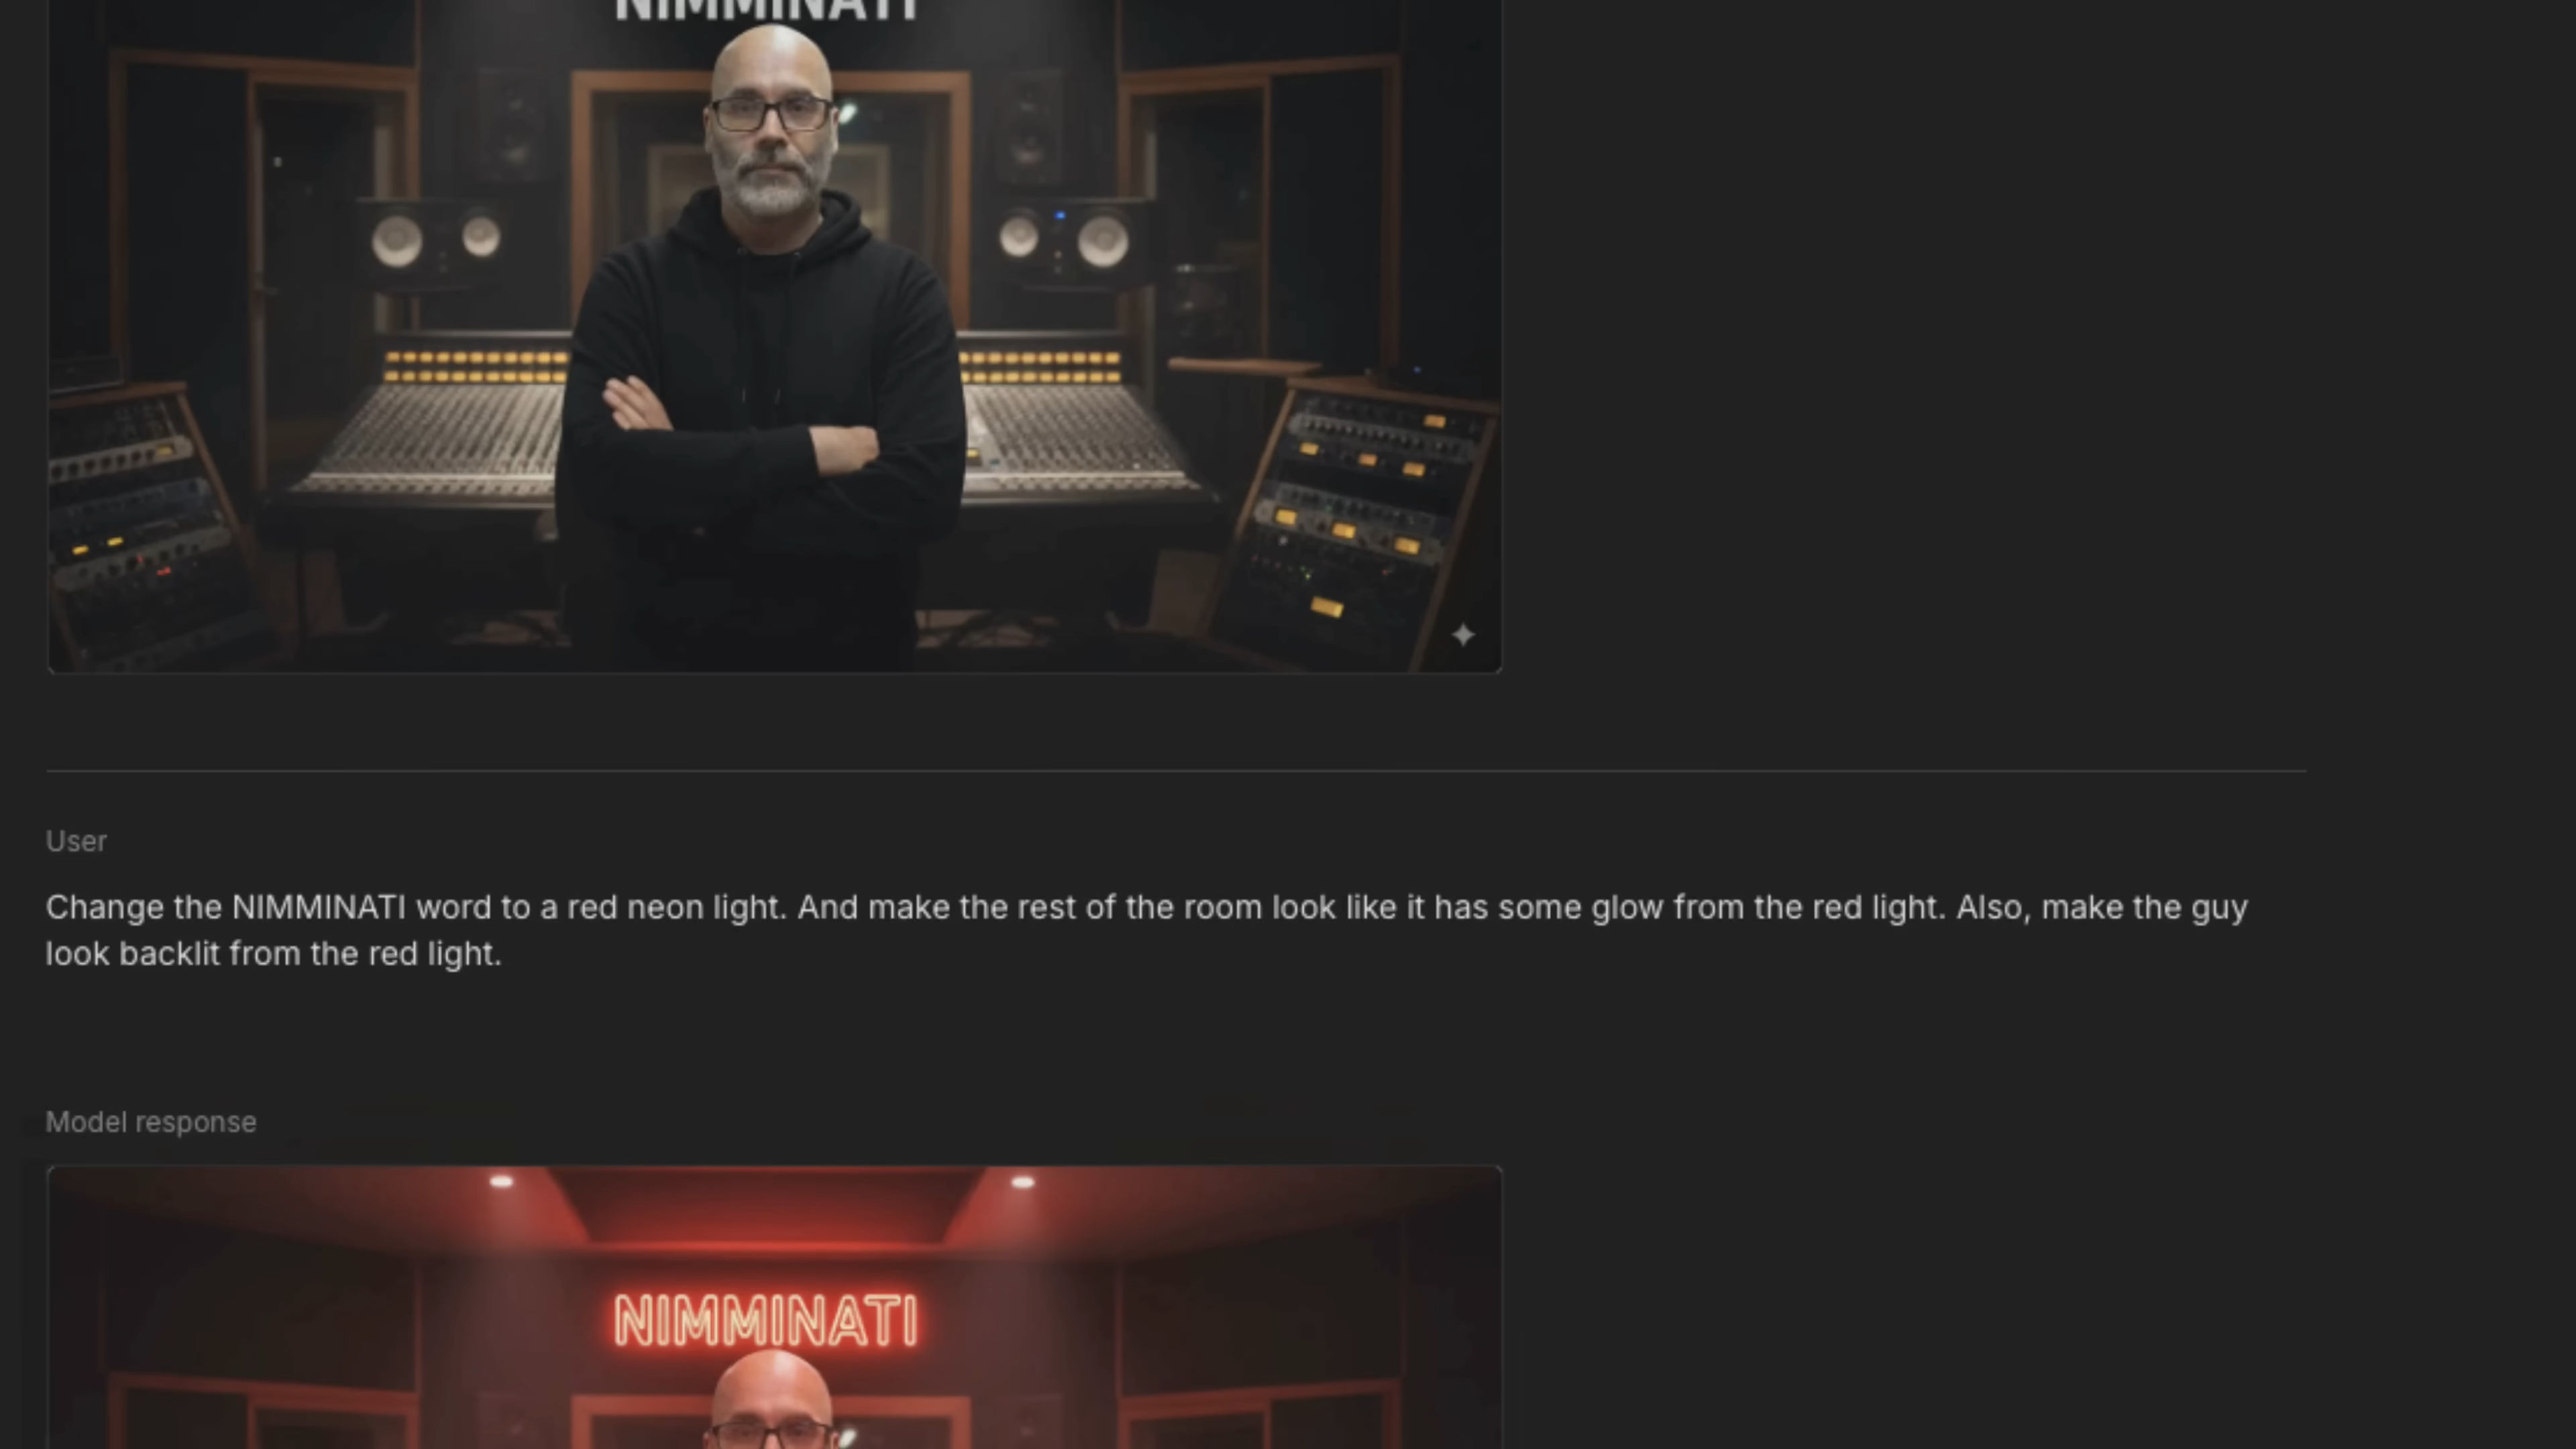 NIMMINATI
User
Change the NIMMINATI word to a red neon light. And make the rest of the room look like it has some glow from the red light. Also, make the guy
look backlit from the red light.
Model response
NIMMINATI